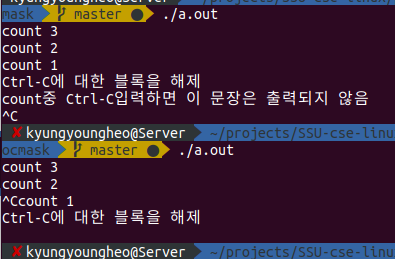 mask master ● ./a.out
count 3
count 2
count 1
Ctrl-C에 대한 블록을 해제
count중 Ctrl-C입력하면 이 문장은 출력되지 않음
^C
✘ kyungyoungheo@Server ~/projects/SSU-cse-linux
ocmask master ● ./a.out
count 3
count 2
^Ccount 1
Ctrl-C에 대한 블록을 해제
✘ kyungyoungheo@Server ~/projects/SSU-cse-linux